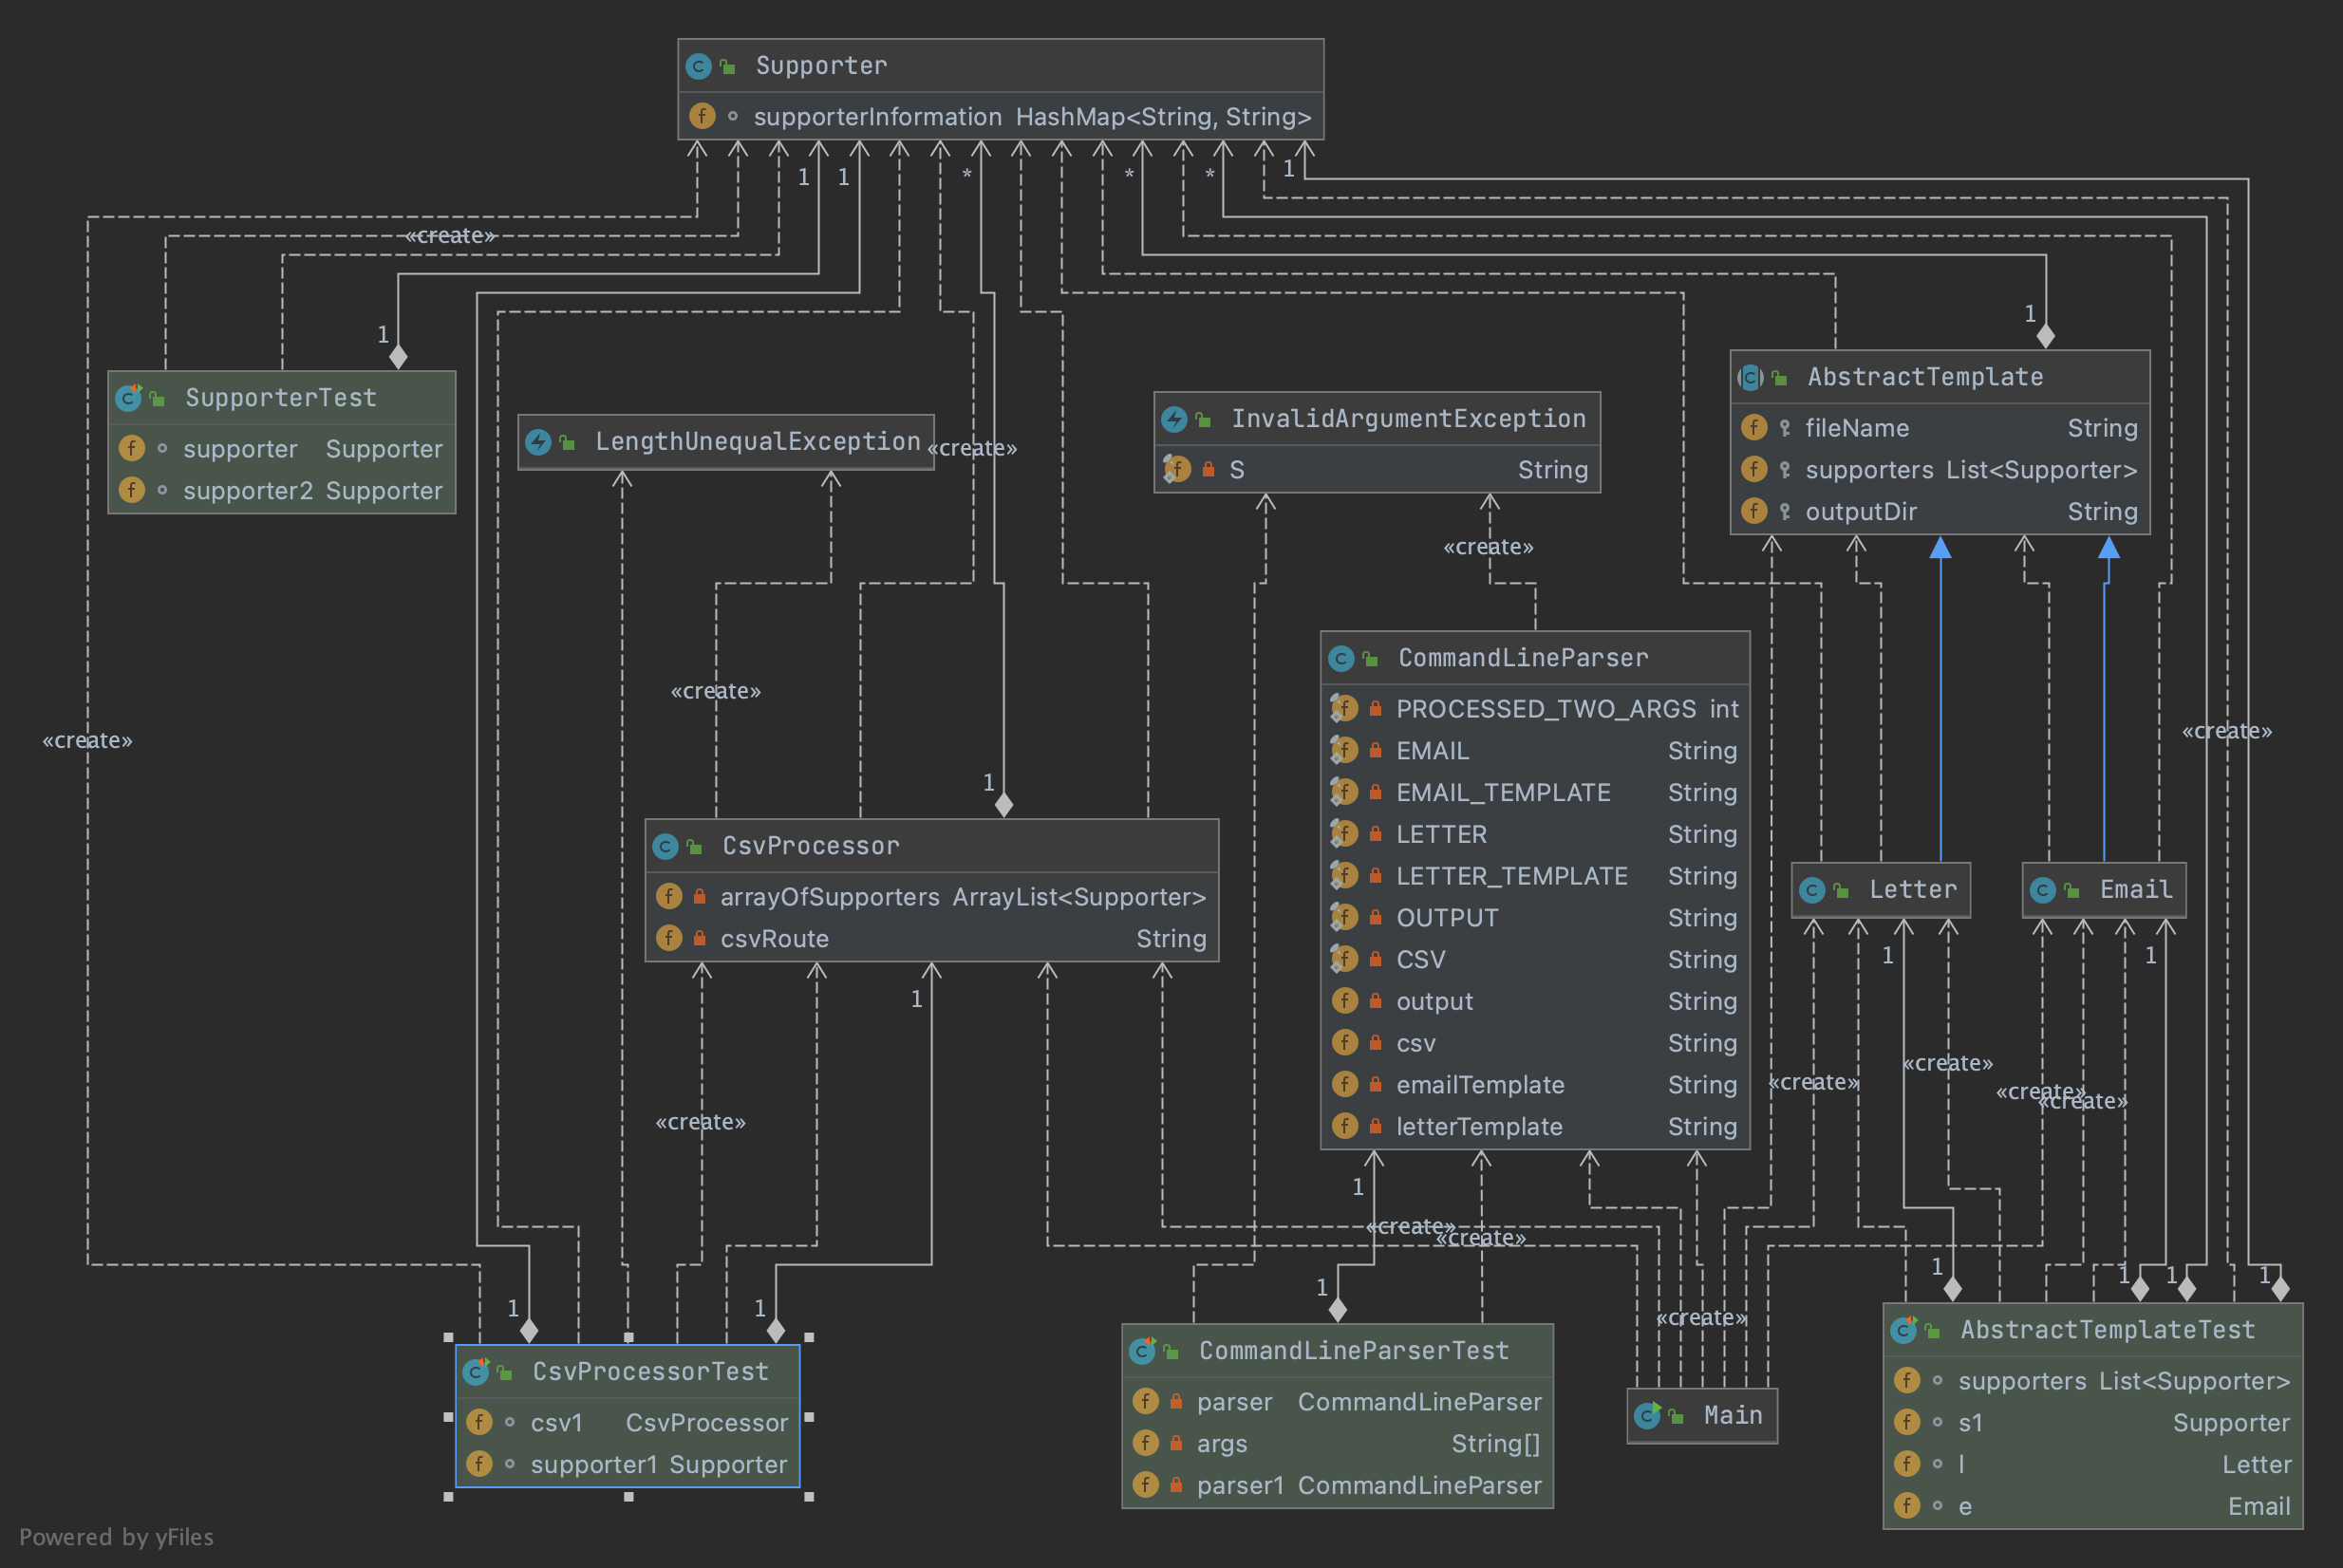 Supporter
supporterInformation HashMap<String, String>
1
1
*
*
*
1
«create»
1
1
SupporterTest
supporter Supporter
supporter2 Supporter
LengthUnequalException
«create»
InvalidArgumentException
S String
AbstractTemplate
fileName String
supporters List<Supporter>
outputDir String
«create»
«create»
«create»
«create»
1
CommandLineParser
PROCESSED_TWO_ARGS int
EMAIL String
EMAIL_TEMPLATE String
LETTER String
LETTER_TEMPLATE String
OUTPUT String
CSV String
output String
csv String
emailTemplate String
letterTemplate String
CsvProcessor
arrayOfSupporters ArrayList<Supporter>
csvRoute String
Letter
Email
1
1
1
«create»
«create»
«create»
«create»
«create»
1
«create»
«create»
1
1
1
1
1
1
1
«create»
CsvProcessorTest
csv1 CsvProcessor
supporter1 Supporter
CommandLineParserTest
parser CommandLineParser
args String[]
parser1 CommandLineParser
Main
AbstractTemplateTest
supporters List<Supporter>
s1 Supporter
l Letter
e Email
Powered by yFiles